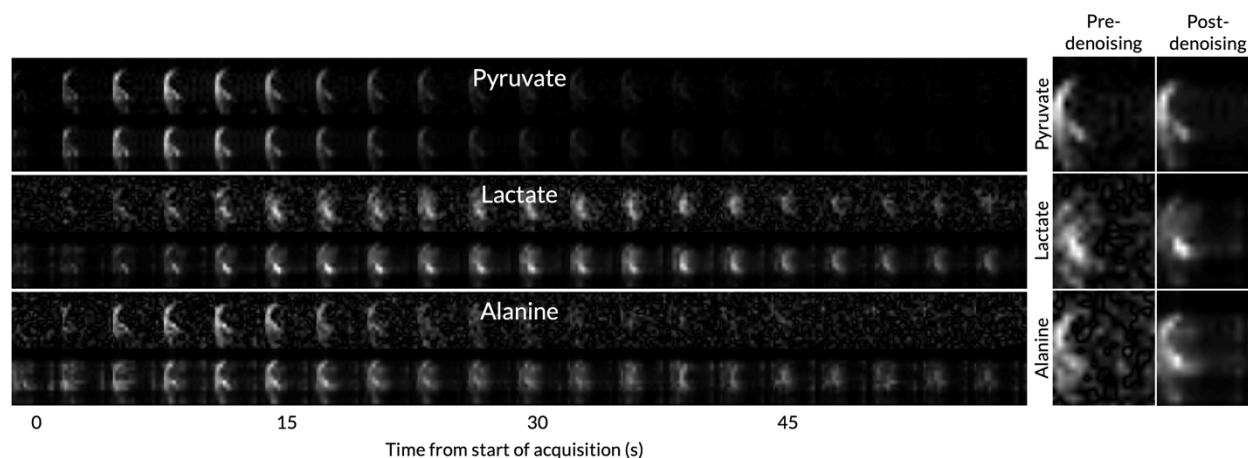 Pre-
denoising
Post-
denoising
Pyruvate
Pyruvate
Lactate
Lactate
Alanine
Alanine
0 15 30 45
Time from start of acquisition (s)